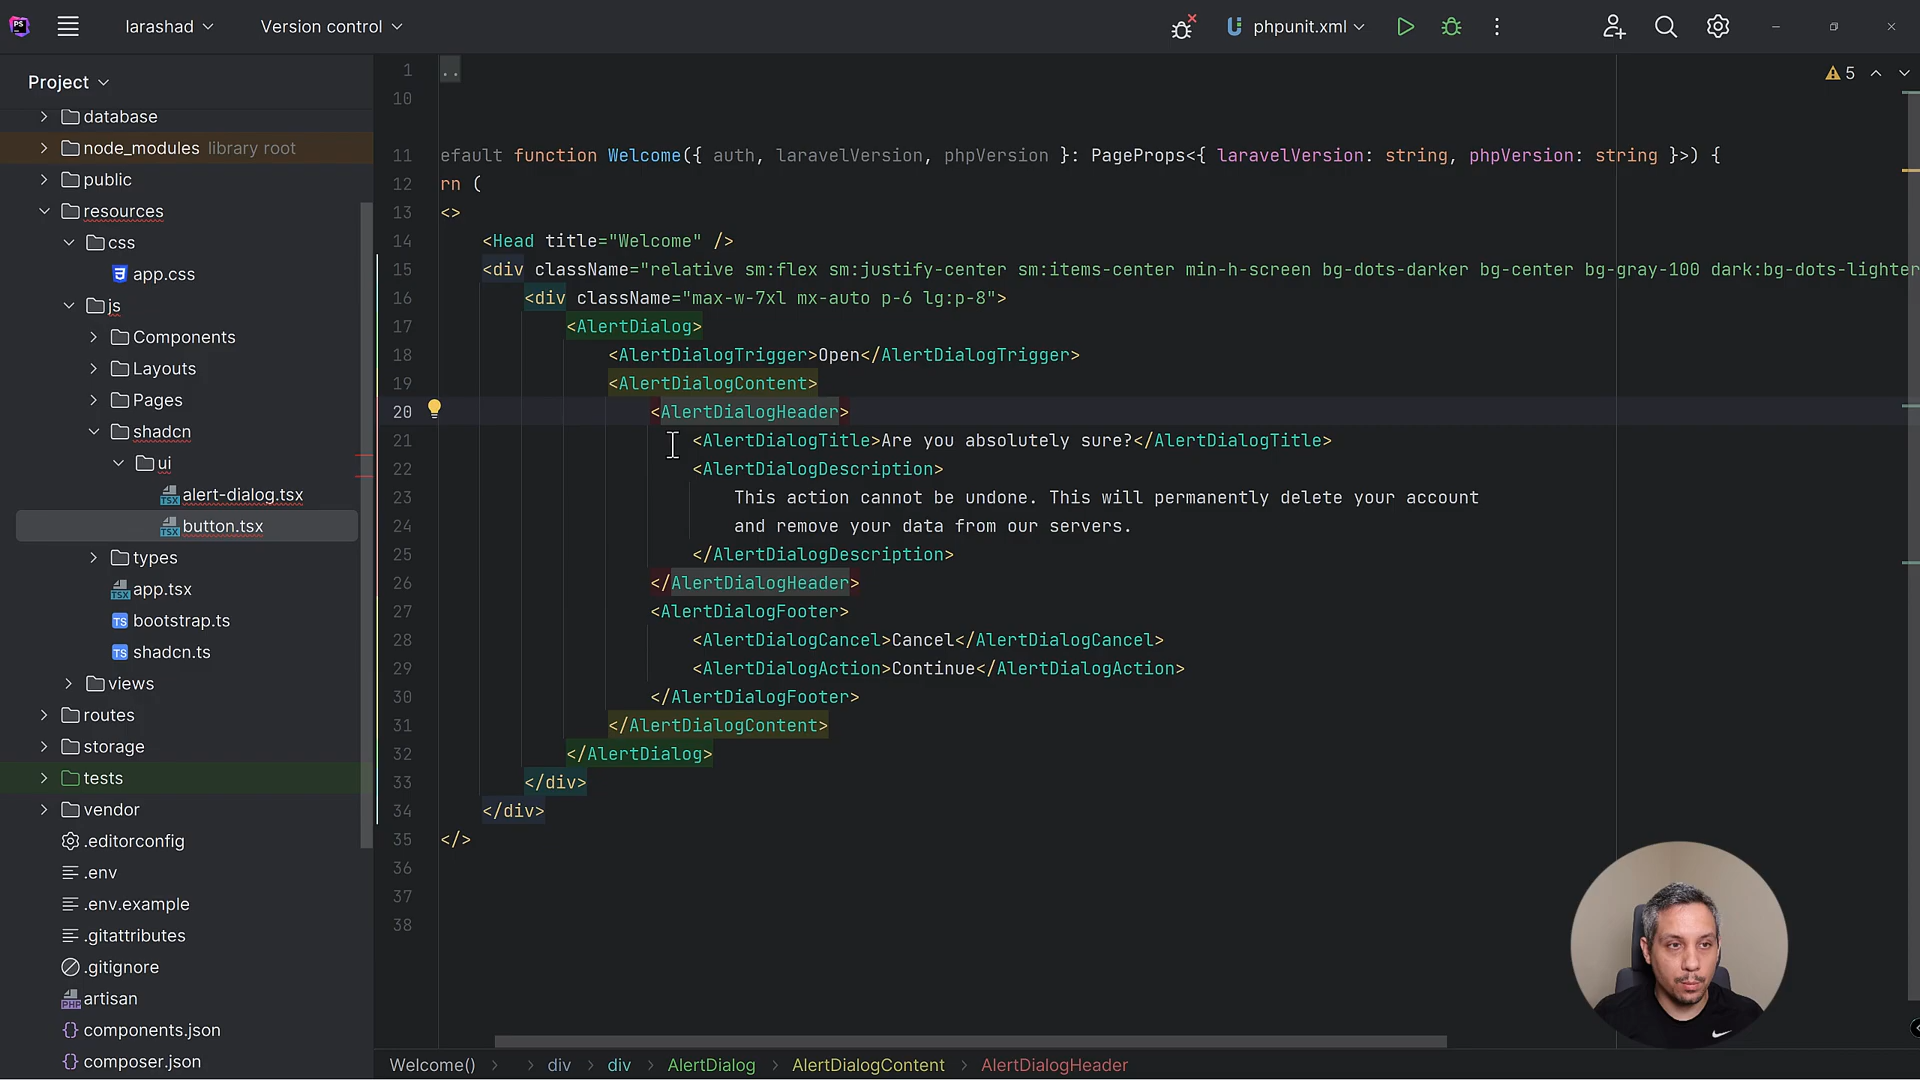 PS
larashad
Version control
phpunit.xml
Project
database
node_modules library root
public
resources
css
app.css
js
Components
Layouts
Pages
shadcn
ui
TSX alert-dialog.tsx
TSX button.tsx
types
TSX app.tsx
TS bootstrap.ts
TS shadcn.ts
views
routes
storage
tests
vendor
.editorconfig
.env
.env.example
.gitattributes
.gitignore
PHP artisan
{} components.json
{} composer.json
5
1 ..
10
11 efault function Welcome({ auth, laravelVersion, phpVersion }: PageProps<{ laravelVersion: string, phpVersion: string }>) {
12 rn (
13 <>
14 <Head title="Welcome" />
15 <div className="relative sm:flex sm:justify-center sm:items-center min-h-screen bg-dots-darker bg-center bg-gray-100 dark:bg-dots-lighter
16 <div className="max-w-7xl mx-auto p-6 lg:p-8">
17 <AlertDialog>
18 <AlertDialogTrigger>Open</AlertDialogTrigger>
19 <AlertDialogContent>
20 <AlertDialogHeader>
21 <AlertDialogTitle>Are you absolutely sure?</AlertDialogTitle>
22 <AlertDialogDescription>
23 This action cannot be undone. This will permanently delete your account
24 and remove your data from our servers.
25 </AlertDialogDescription>
26 </AlertDialogHeader>
27 <AlertDialogFooter>
28 <AlertDialogCancel>Cancel</AlertDialogCancel>
29 <AlertDialogAction>Continue</AlertDialogAction>
30 </AlertDialogFooter>
31 </AlertDialogContent>
32 </AlertDialog>
33 </div>
34 </div>
35 </>
36
37
38
Welcome() > > div > div > AlertDialog > AlertDialogContent > AlertDialogHeader